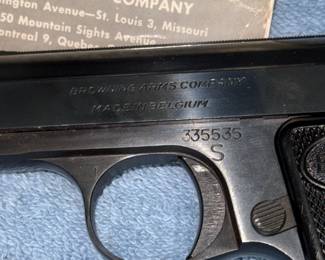 COMPANY
ington Avenue—St. Louis 3, Missouri
50 Mountain Sights Avenue
ontreal 9, Quebec
BROWNING ARMS COMPANY
MADE IN BELGIUM
335535
S